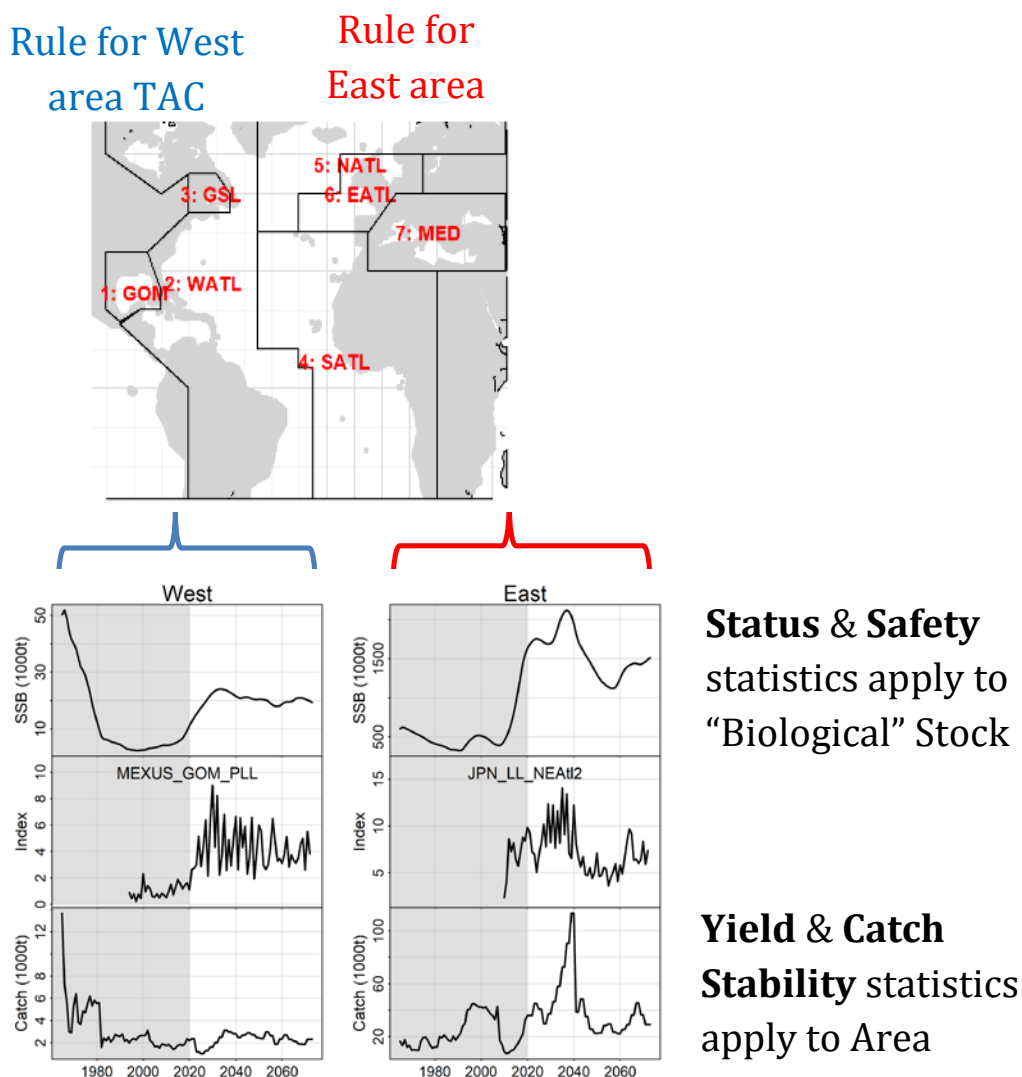 Rule for West
area TAC
Rule for
East area
5: NATL
3: GSL
6: EATL
7: MED
2: WATL
1: GOM
4: SATL
West
East
SSB (1000t)
50
30
10
SSB (1000t)
1500
500
Status & Safety
statistics apply to
“Biological” Stock
MEXUS_GOM_PLL
Index
10
8
6
4
2
0
JPN_LL_NEAtl2
Index
15
10
5
Catch (1000t)
12
8
6
4
2
Catch (1000t)
100
60
20
Yield & Catch
Stability statistics
apply to Area
1980 2000 2020 2040 2060
1980 2000 2020 2040 2060